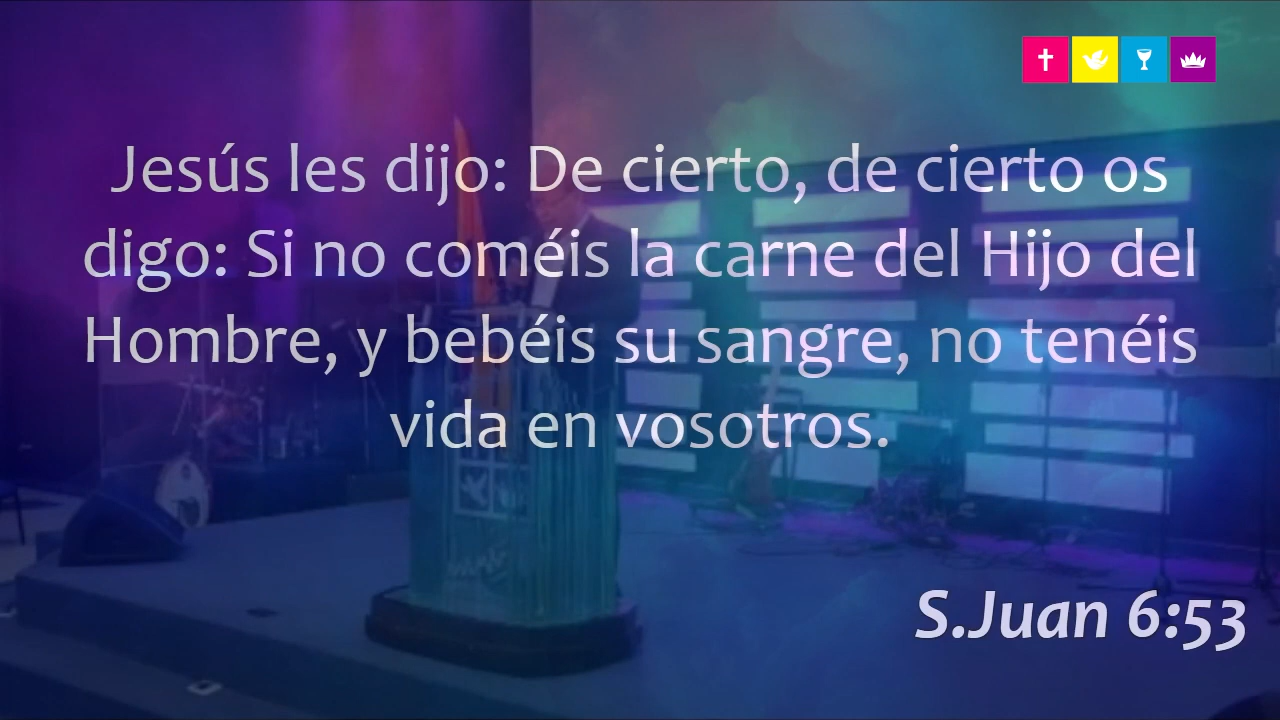 Jesús les dijo: De cierto, de cierto os
digo: Si no coméis la carne del Hijo del
Hombre, y bebéis su sangre, no tenéis
vida en vosotros.
S.Juan 6:53